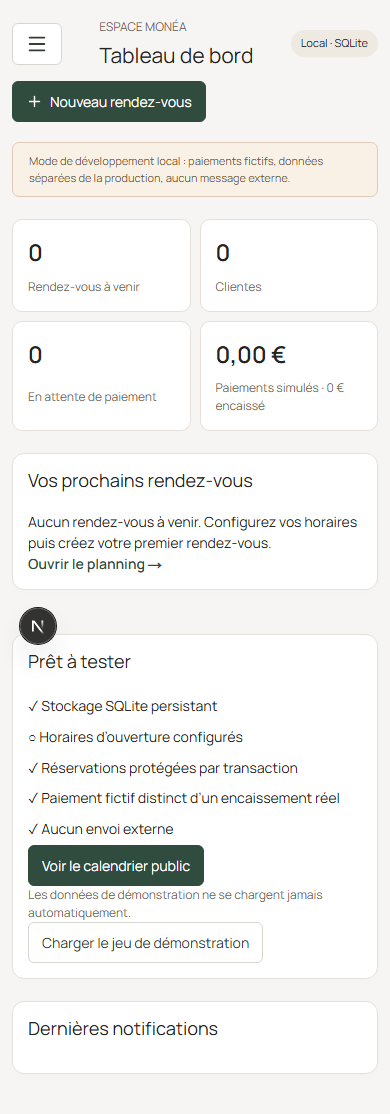 ESPACE MONÉA
Tableau de bord
Local · SQLite
+ Nouveau rendez-vous
Mode de développement local : paiements fictifs, données
séparées de la production, aucun message externe.
0
Rendez-vous à venir
0
Clientes
0
En attente de paiement
0,00 €
Paiements simulés · 0 €
encaissé
Vos prochains rendez-vous
Aucun rendez-vous à venir. Configurez vos horaires
puis créez votre premier rendez-vous.
Ouvrir le planning →
N
Prêt à tester
✓ Stockage SQLite persistant
○ Horaires d'ouverture configurés
✓ Réservations protégées par transaction
✓ Paiement fictif distinct d'un encaissement réel
✓ Aucun envoi externe
Voir le calendrier public
Les données de démonstration ne se chargent jamais
automatiquement.
Charger le jeu de démonstration
Dernières notifications